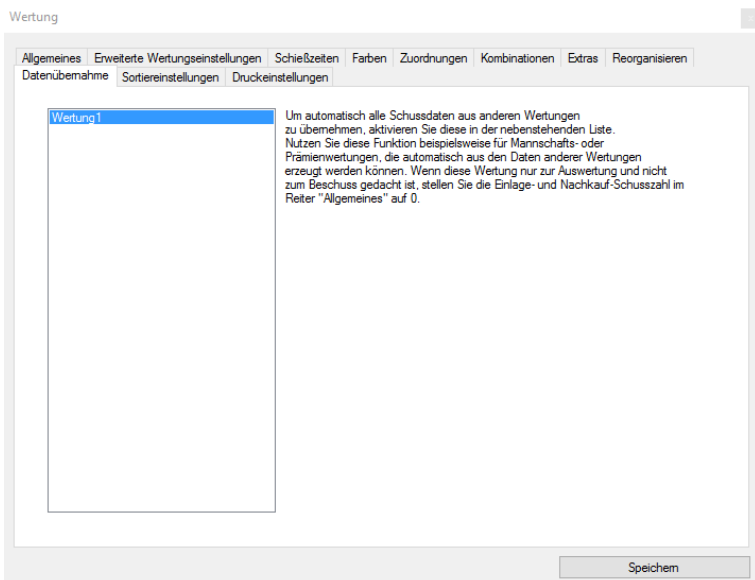 Wertung
Allgemeines Erweiterte Wertungseinstellungen Schießzeiten Farben Zuordnungen Kombinationen Extras Reorganisieren
Datenübernahme Sortiereinstellungen Druckeinstellungen
Wertung1
Um automatisch alle Schussdaten aus anderen Wertungen
zu übernehmen, aktivieren Sie diese in der nebenstehenden Liste.
Nutzen Sie diese Funktion beispielsweise für Mannschafts- oder
Prämienwertungen, die automatisch aus den Daten anderer Wertungen
erzeugt werden können. Wenn diese Wertung nur zur Auswertung und nicht
zum Beschuss gedacht ist, stellen Sie die Einlage- und Nachkauf-Schusszahl im
Reiter "Allgemeines" auf 0.
Speichern